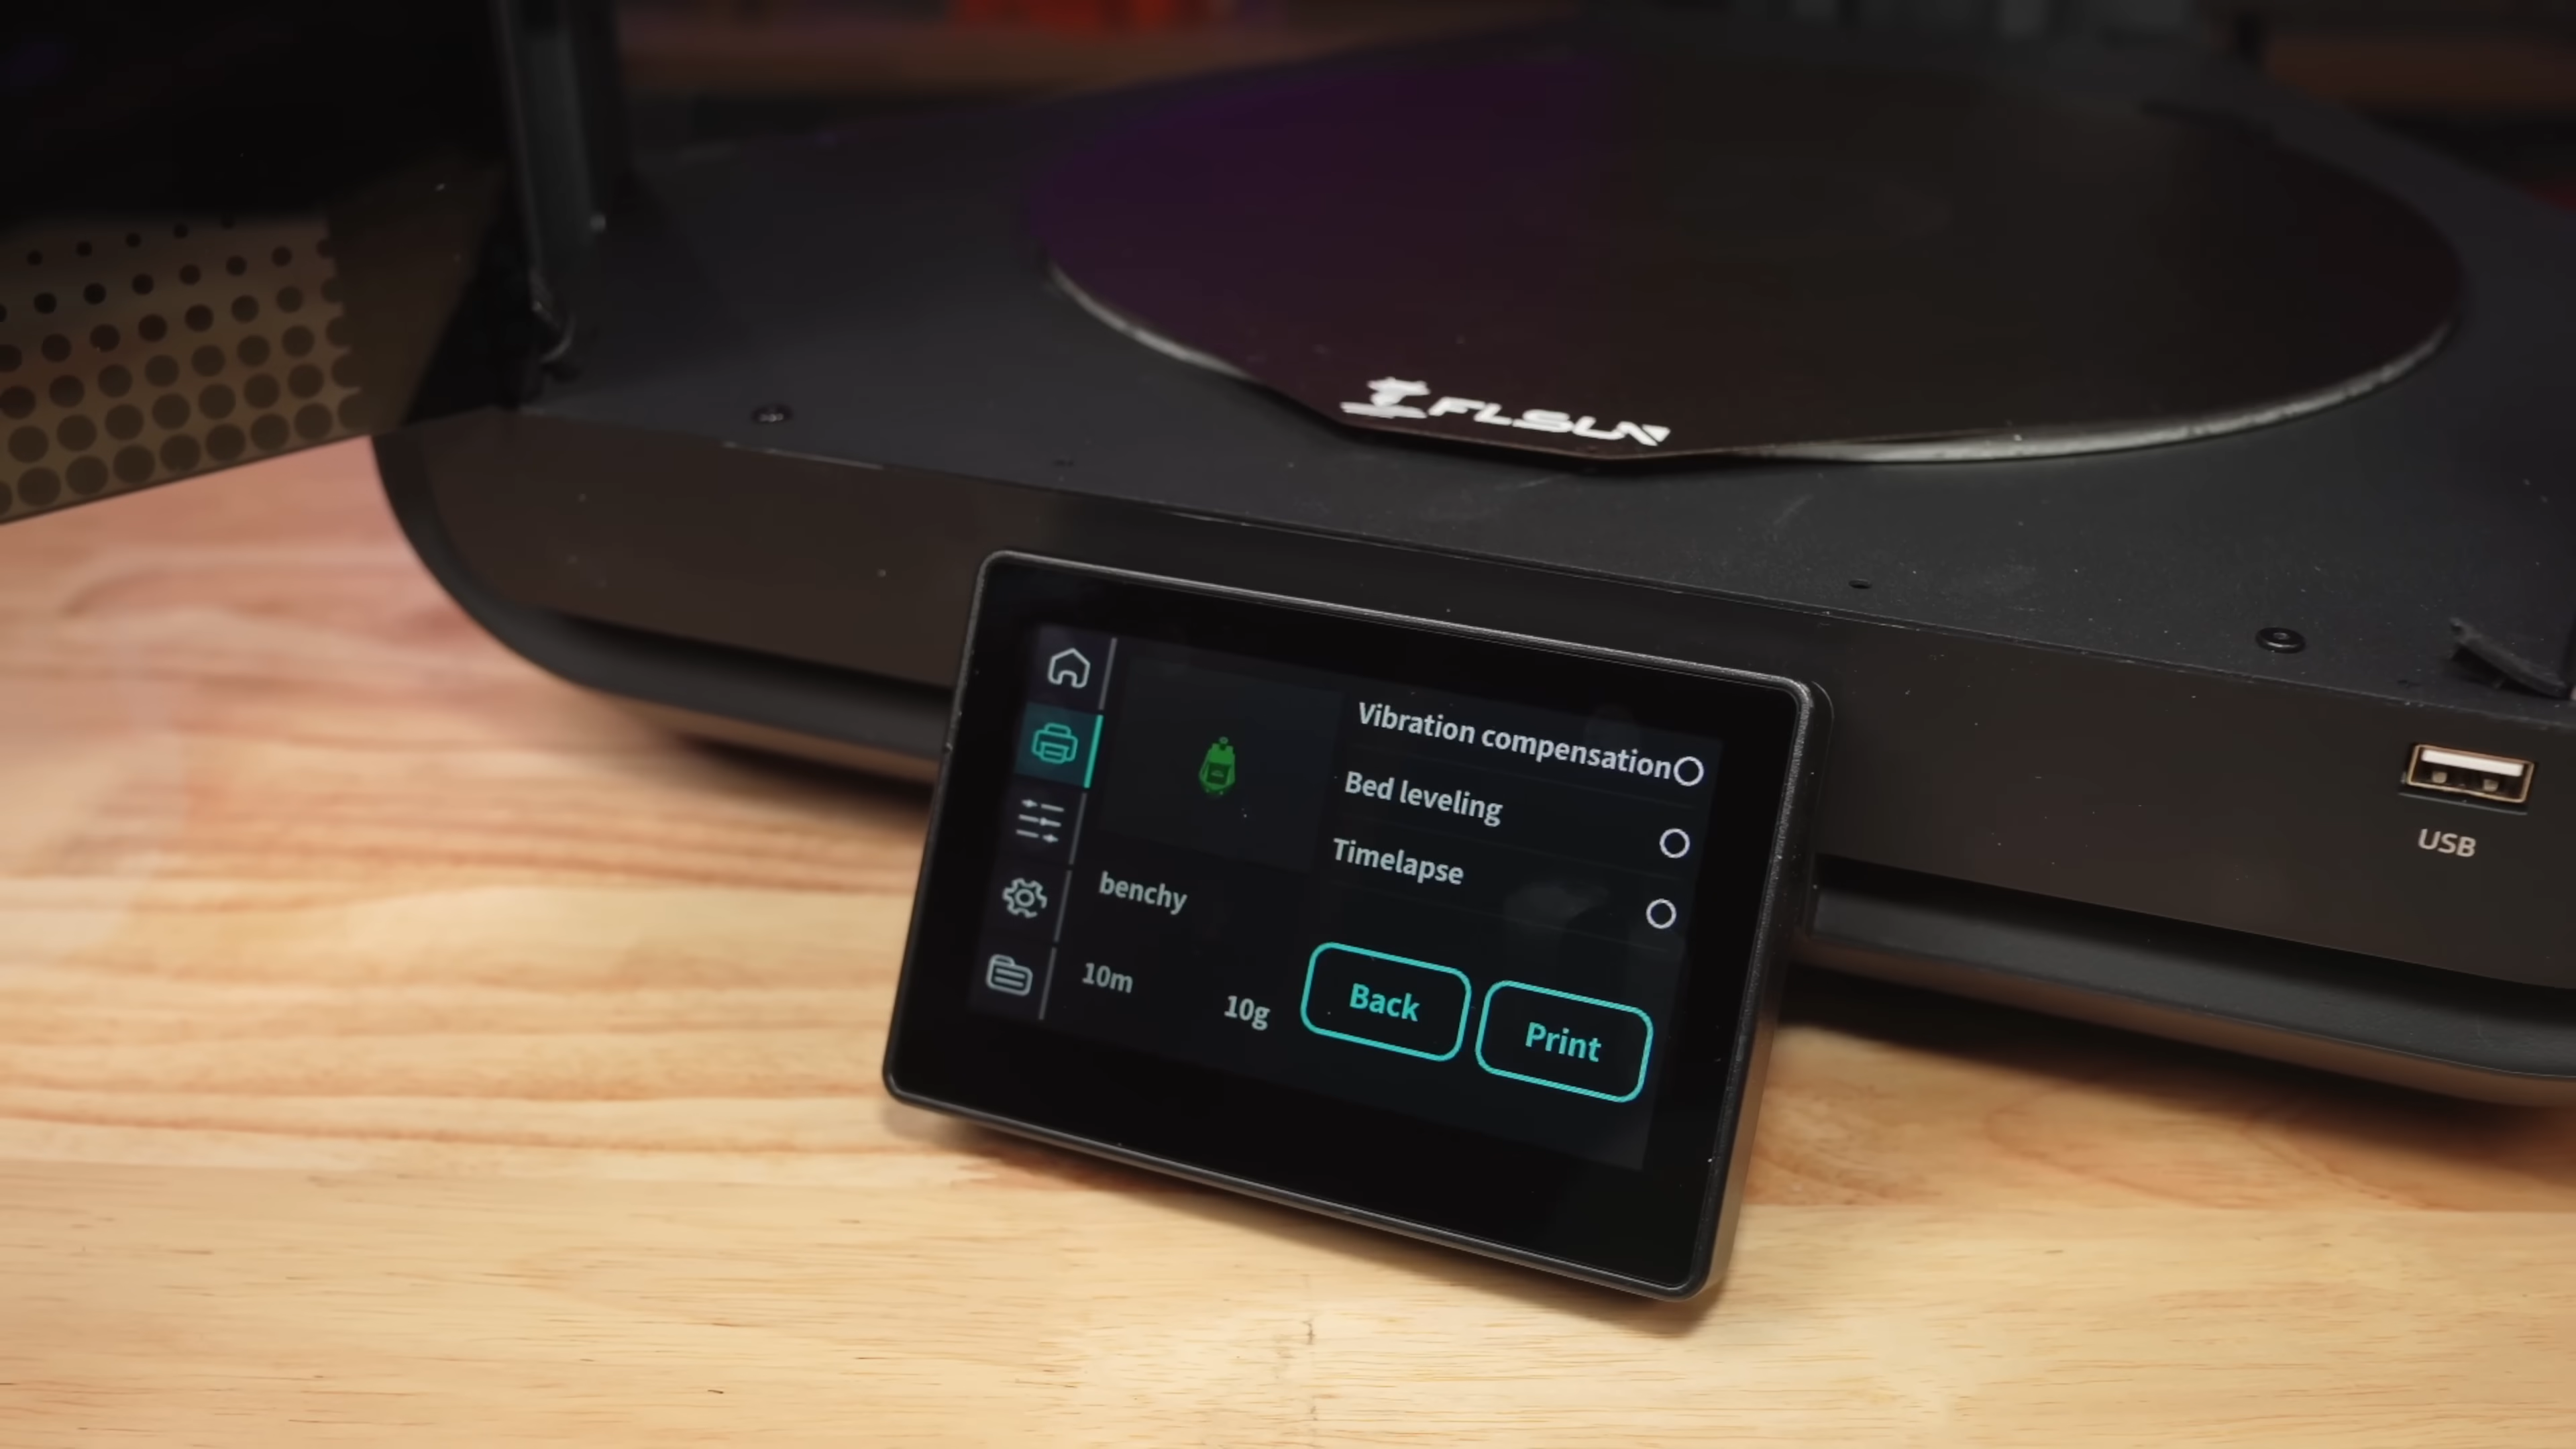 FLSUN
Vibration compensation
Bed leveling
Timelapse
benchy
10m
10g
Back
Print
USB